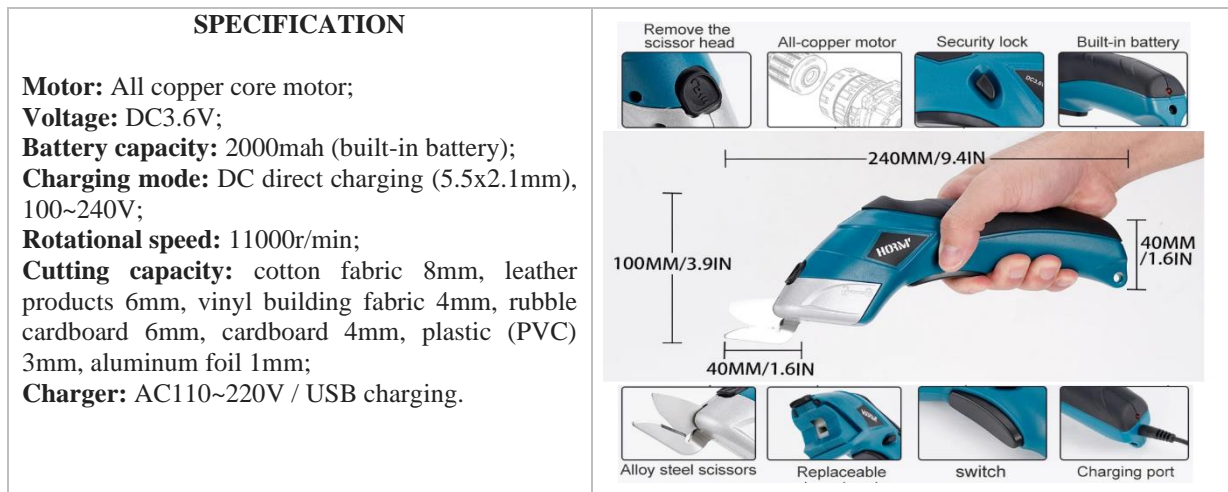 SPECIFICATION
Motor: All copper core motor;
Voltage: DC3.6V;
Battery capacity: 2000mah (built-in battery);
Charging mode: DC direct charging (5.5x2.1mm),
100~240V;
Rotational speed: 11000r/min;
Cutting capacity: cotton fabric 8mm, leather
products 6mm, vinyl building fabric 4mm, rubble
cardboard 6mm, cardboard 4mm, plastic (PVC)
3mm, aluminum foil 1mm;
Charger: AC110~220V / USB charging.
Remove the
scissor head
All-copper motor
Security lock
Built-in battery
DC3.6V
240MM/9.4IN
100MM/3.9IN
HORM
40MM
/1.6IN
40MM/1.6IN
Alloy steel scissors
Replaceable
switch
Charging port